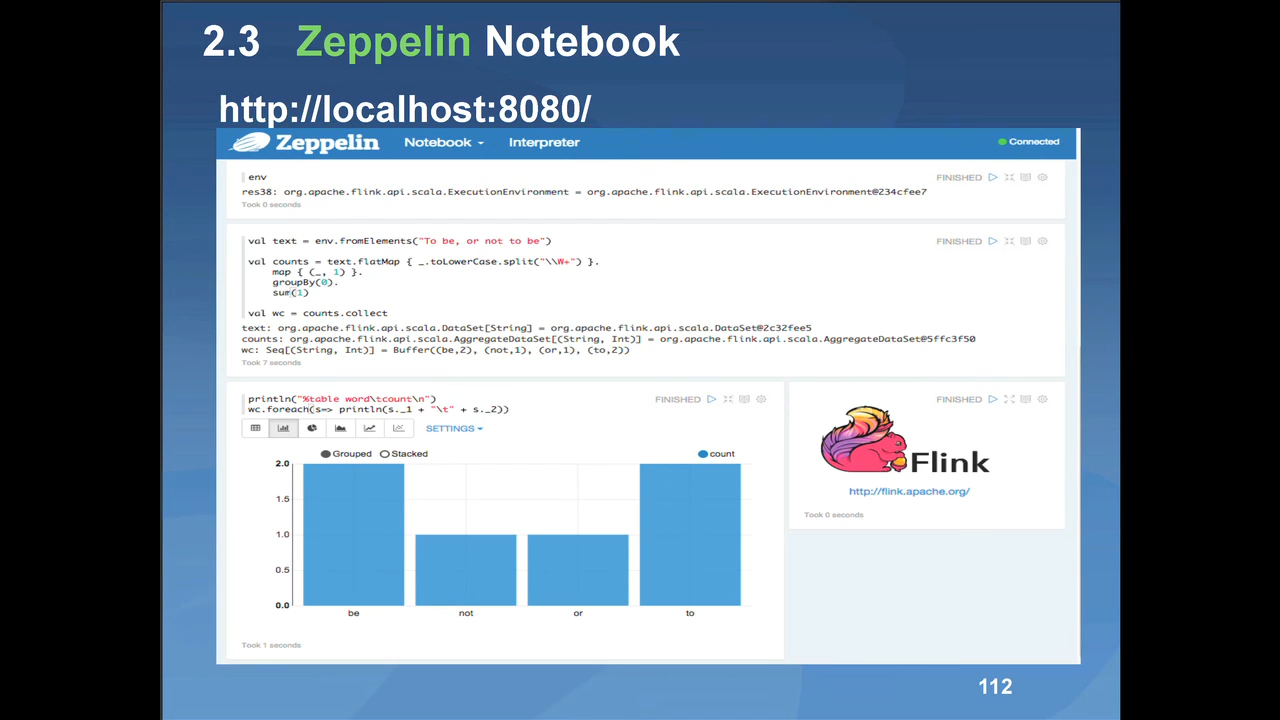 2.3 Zeppelin Notebook
http://localhost:8080/
Zeppelin Notebook Interpreter Connected
env FINISHED
res38: org.apache.flink.api.scala.ExecutionEnvironment = org.apache.flink.api.scala.ExecutionEnvironment@234cfee7
Took 0 seconds
val text = env.fromElements("To be, or not to be") FINISHED
val counts = text.flatMap { _.toLowerCase.split("\\W+") }.
map { (_, 1) }.
groupBy(0).
sum(1)
val wc = counts.collect
text: org.apache.flink.api.scala.DataSet[String] = org.apache.flink.api.scala.DataSet@2c32fee5
counts: org.apache.flink.api.scala.AggregateDataSet[(String, Int)] = org.apache.flink.api.scala.AggregateDataSet@5ffc3f50
wc: Seq[(String, Int)] = Buffer((be,2), (not,1), (or,1), (to,2))
Took 7 seconds
println("%table word\tcount\n") FINISHED
wc.foreach(s=> println(s._1 + "\t" + s._2))
SETTINGS
Grouped Stacked count
2.0
1.5
1.0
0.5
0.0
be not or to
Took 1 seconds
FINISHED
Flink
http://flink.apache.org/
Took 0 seconds
112